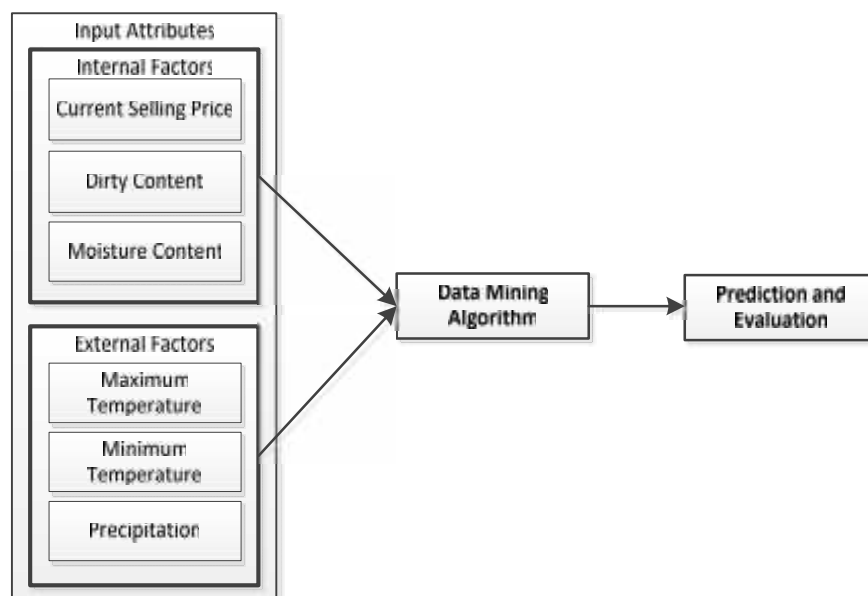 Input Attributes
Internal Factors
Current Selling Price
Dirty Content
Moisture Content
External Factors
Maximum
Temperature
Minimum
Temperature
Precipitation
Data Mining
Algorithm
Prediction and
Evaluation